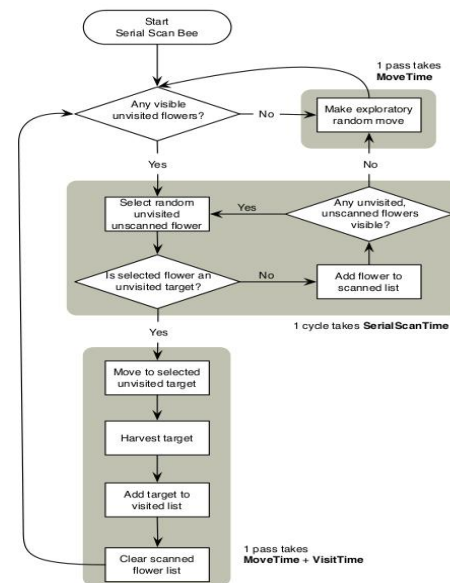 Start
Serial Scan Bee
1 pass takes
MoveTime
Any visible
unvisited flowers?
No
Make exploratory
random move
Yes
No
Select random
unvisited
unscanned flower
Yes
Any unvisited,
unscanned flowers
visible?
Is selected flower an
unvisited target?
No
Add flower to
scanned list
1 cycle takes SerialScanTime
Yes
Move to selected
unvisited target
Harvest target
Add target to
visited list
Clear scanned
flower list
1 pass takes
MoveTime + VisitTime